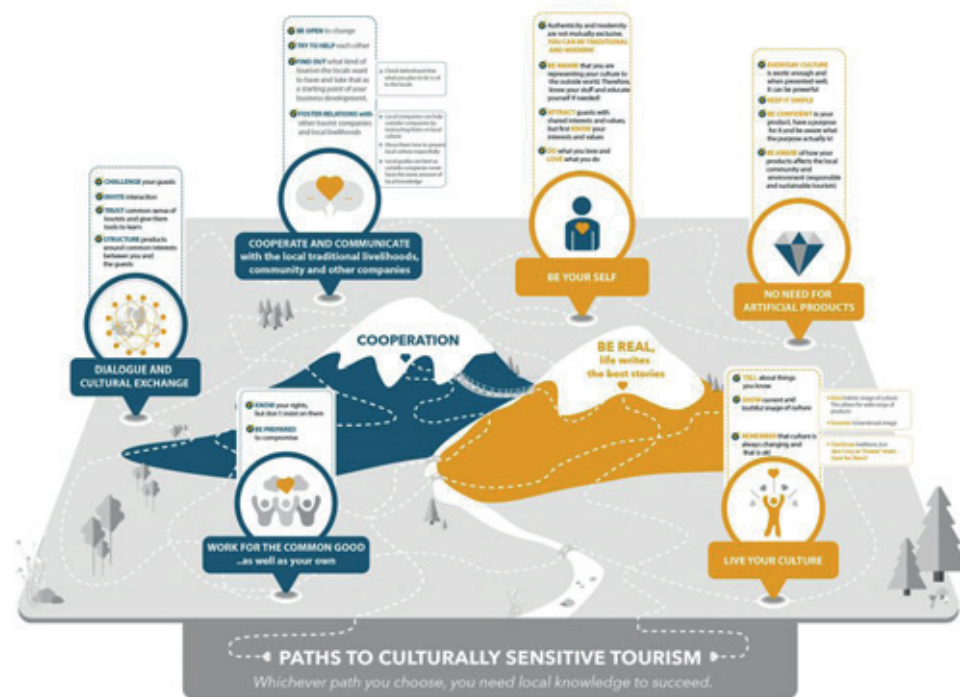 BE OPEN to change
TRY TO HELP each other
FIND OUT what kind of
tourism the locals want
to have and take that as
a starting point of your
business development.
FOSTER RELATIONS with
other tourist companies
and local livelihoods
Local companies can help
outside companies by
instructing them on local
culture
COOPERATE AND COMMUNICATE
with the local traditional livelihoods,
community and other companies
Authenticity and modernity
are not mutually exclusive.
YOU CAN BE TRADITIONAL
AND MODERN!
BE AWARE that you are
representing your culture to
the outside world! Therefore,
know your stuff and educate
yourself if needed!
ATTRACT guests with
shared interests and values,
but first KNOW your
interests and values
DO what you love and
LOVE what you do
BE YOUR SELF
EVERYDAY CULTURE
is exotic enough and
when presented well,
it can be powerful
KEEP IT SIMPLE
BE CONFIDENT in your
product, have a purpose
for it and be aware what
the purpose actually is!
BE AWARE of how your
products affects the local
community and
environment (responsible
and sustainable tourism)
NO NEED FOR
ARTIFICIAL PRODUCTS
CHALLENGE your guests
INVITE interaction
TRUST common sense of
tourists and give them
tools to learn
STRUCTURE products
around common interests
between you and
the guests
DIALOGUE AND
CULTURAL EXCHANGE
COOPERATION
BE REAL,
life writes
the best stories
KNOW your rights,
but don't insist on them
BE PREPARED
to compromise
WORK FOR THE COMMON GOOD
..as well as your own
TELL about things
you know
SHOW current and
truthful image of culture
REMEMBER that culture is
always changing and
that is ok!
LIVE YOUR CULTURE
PATHS TO CULTURALLY SENSITIVE TOURISM
Whichever path you choose, you need local knowledge to succeed.